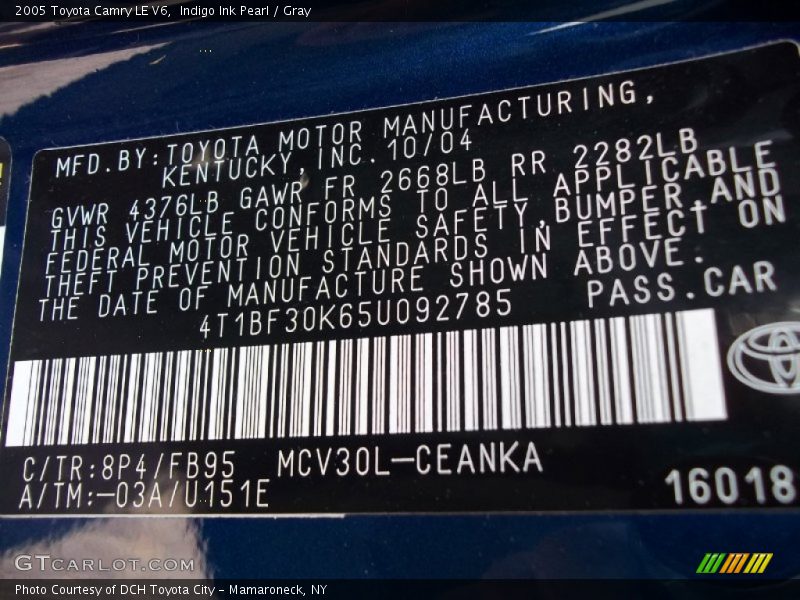 2005 Toyota Camry LE V6,  Indigo Ink Pearl / Gray
MFD.BY:TOYOTA MOTOR MANUFACTURING,
KENTUCKY,INC.10/04
GVWR 4376LB GAWR FR 2668LB RR 2282LB
THIS VEHICLE CONFORMS TO ALL APPLICABLE
FEDERAL MOTOR VEHICLE SAFETY,BUMPER,AND
THEFT PREVENTION STANDARDS IN EFFECT ON
THE DATE OF MANUFACTURE SHOWN ABOVE.
4T1BF30K65U092785 PASS.CAR
C/TR:8P4/FB95 MCV30L-CEANKA
A/TM:-03A/U151E 16018
GTCARLOT.COM
Photo Courtesy of DCH Toyota City – Mamaroneck, NY